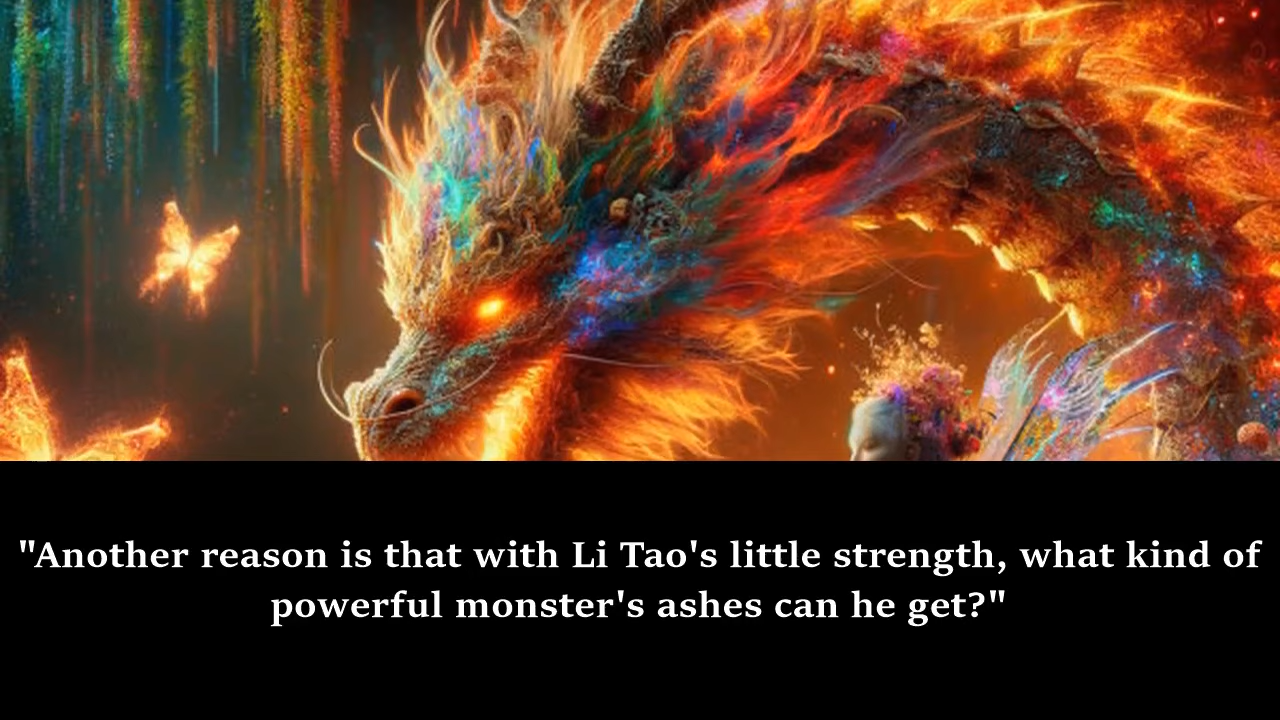 "Another reason is that with Li Tao's little strength, what kind of
powerful monster's ashes can he get?"